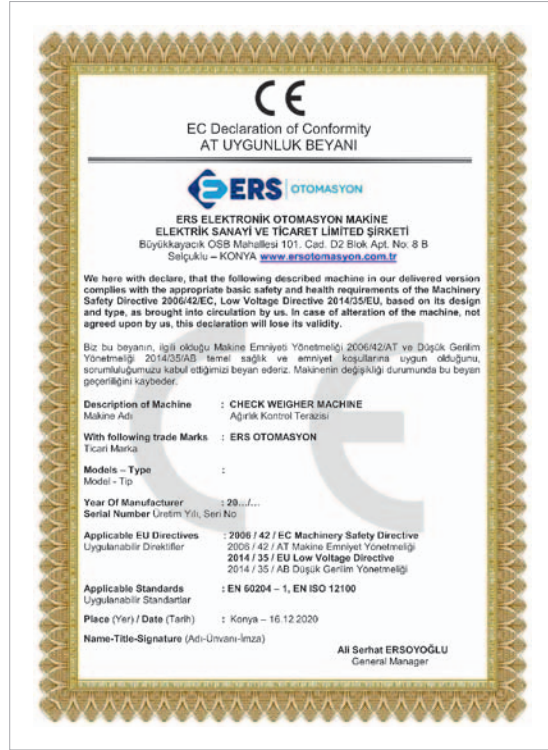 CE
EC Declaration of Conformity
AT UYGUNLUK BEYANI
ERS OTOMASYON
ERS ELEKTRONİK OTOMASYON MAKİNE
ELEKTRİK SANAYİ VE TİCARET LİMİTED ŞİRKETİ
Büyükkayacık OSB Mahallesi 101. Cad. D2 Blok Apt. No: 8 B
Selçuklu – KONYA www.ersotomasyon.com.tr
We here with declare, that the following described machine in our delivered version
complies with the appropriate basic safety and health requirements of the Machinery
Safety Directive 2006/42/EC, Low Voltage Directive 2014/35/EU, based on its design
and type, as brought into circulation by us. In case of alteration of the machine, not
agreed upon by us, this declaration will lose its validity.
Biz bu beyanın, ilgili olduğu Makine Emniyeti Yönetmeliği 2006/42/AT ve Düşük Gerilim
Yönetmeliği 2014/35/AB temel sağlık ve emniyet koşullarına uygun olduğunu,
sorumluluğumuzu kabul ettiğimizi beyan ederiz. Makinenin değişikliği durumunda bu beyan
geçerliliğini kaybeder.
Description of Machine : CHECK WEIGHER MACHINE
Makine Adı Ağırlık Kontrol Terazisi
With following trade Marks : ERS OTOMASYON
Ticari Marka
Models – Type :
Model - Tip
Year Of Manufacturer : 20…/…
Serial Number Üretim Yılı, Seri No
Applicable EU Directives : 2006 / 42 / EC Machinery Safety Directive
Uygulanabilir Direktifler 2006 / 42 / AT Makine Emniyet Yönetmeliği
2014 / 35 / EU Low Voltage Directive
2014 / 35 / AB Düşük Gerilim Yönetmeliği
Applicable Standards : EN 60204 – 1, EN ISO 12100
Uygulanabilir Standartlar
Place (Yer) / Date (Tarih) : Konya – 16.12.2020
Name-Title-Signature (Adı-Ünvanı-İmza)
Ali Serhat ERSOYOĞLU
General Manager